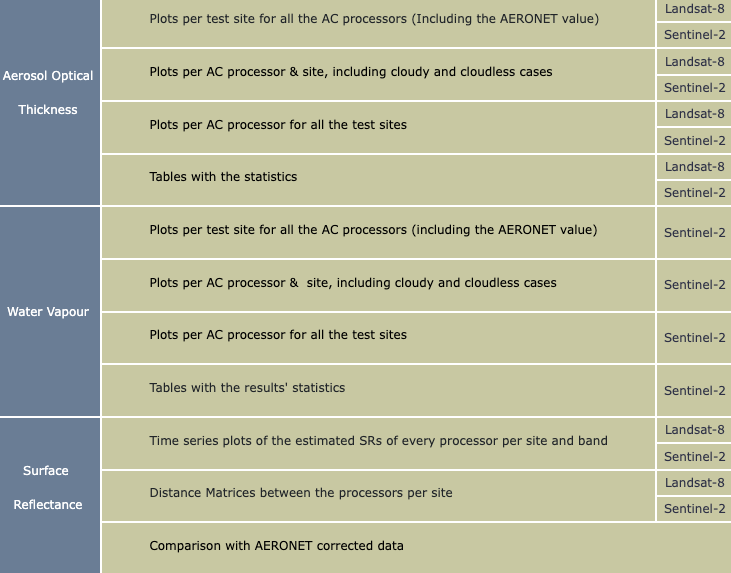 Plots per test site for all the AC processors (Including the AERONET value)
Landsat-8
Sentinel-2
Aerosol Optical
Thickness
Plots per AC processor & site, including cloudy and cloudless cases
Landsat-8
Sentinel-2
Plots per AC processor for all the test sites
Landsat-8
Sentinel-2
Tables with the statistics
Landsat-8
Sentinel-2
Water Vapour
Plots per test site for all the AC processors (including the AERONET value)
Sentinel-2
Plots per AC processor &  site, including cloudy and cloudless cases
Sentinel-2
Plots per AC processor for all the test sites
Sentinel-2
Tables with the results' statistics
Sentinel-2
Surface
Reflectance
Time series plots of the estimated SRs of every processor per site and band
Landsat-8
Sentinel-2
Distance Matrices between the processors per site
Landsat-8
Sentinel-2
Comparison with AERONET corrected data